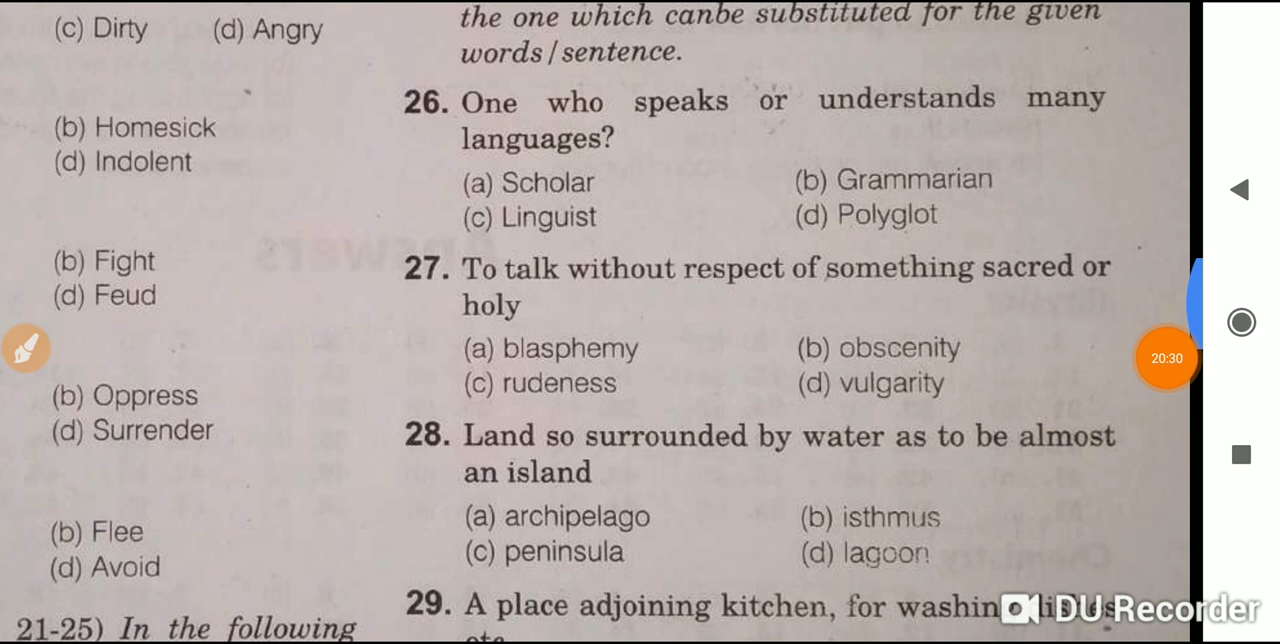 (c) Dirty (d) Angry
(b) Homesick
(d) Indolent
(b) Fight
(d) Feud
(b) Oppress
(d) Surrender
(b) Flee
(d) Avoid
21-25) In the following
the one which canbe substituted for the given
words/sentence.
26. One who speaks or understands many
languages?
(a) Scholar (b) Grammarian
(c) Linguist (d) Polyglot
27. To talk without respect of something sacred or
holy
(a) blasphemy (b) obscenity
(c) rudeness (d) vulgarity
28. Land so surrounded by water as to be almost
an island
(a) archipelago (b) isthmus
(c) peninsula (d) lagoon
29. A place adjoining kitchen, for washing dishes
20:30
DU Recorder